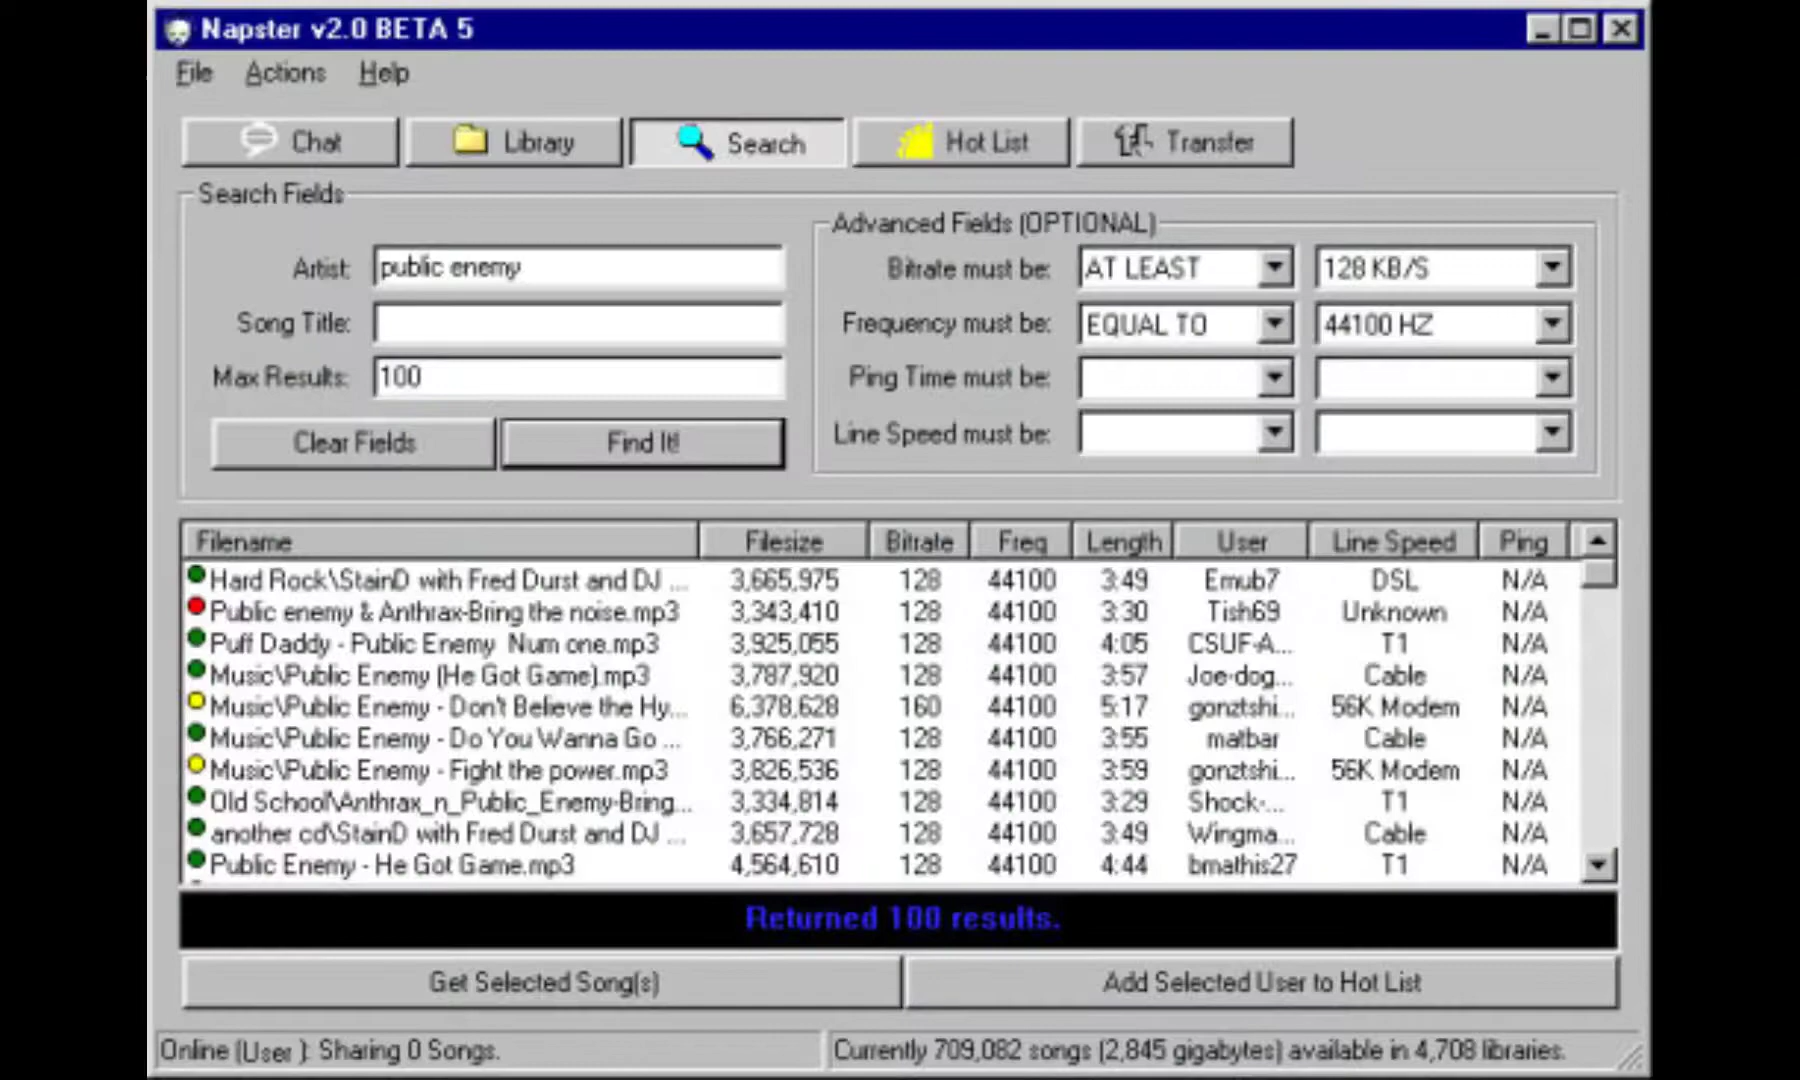 Napster v2.0 BETA 5
File Actions Help
Chat Library Search Hot List Transfer
Search Fields
Advanced Fields (OPTIONAL)
Artist: public enemy Bitrate must be: AT LEAST 128 KB/S
Song Title: Frequency must be: EQUAL TO 44100 HZ
Max Results: 100 Ping Time must be:
Clear Fields Find It! Line Speed must be:
Filename Filesize Bitrate Freq Length User Line Speed Ping
Hard Rock\StainD with Fred Durst and DJ ... 3,665,975 128 44100 3:49 Emub7 DSL N/A
Public enemy & Anthrax-Bring the noise.mp3 3,343,410 128 44100 3:30 Tish69 Unknown N/A
Puff Daddy - Public Enemy Num one.mp3 3,925,055 128 44100 4:05 CSUF-A... T1 N/A
Music\Public Enemy (He Got Game).mp3 3,787,920 128 44100 3:57 Joe-dog... Cable N/A
Music\Public Enemy - Don't Believe the Hy... 6,378,628 160 44100 5:17 gonztshi... 56K Modem N/A
Music\Public Enemy - Do You Wanna Go ... 3,766,271 128 44100 3:55 matbar Cable N/A
Music\Public Enemy - Fight the power.mp3 3,826,536 128 44100 3:59 gonztshi... 56K Modem N/A
Old School\Anthrax_n_Public_Enemy-Bring... 3,334,814 128 44100 3:29 Shock-... T1 N/A
another cd\StainD with Fred Durst and DJ ... 3,657,728 128 44100 3:49 Wingma... Cable N/A
Public Enemy - He Got Game.mp3 4,564,610 128 44100 4:44 bmathis27 T1 N/A
Returned 100 results.
Get Selected Song(s) Add Selected User to Hot List
Online (User ): Sharing 0 Songs. Currently 709,082 songs (2,845 gigabytes) available in 4,708 libraries.